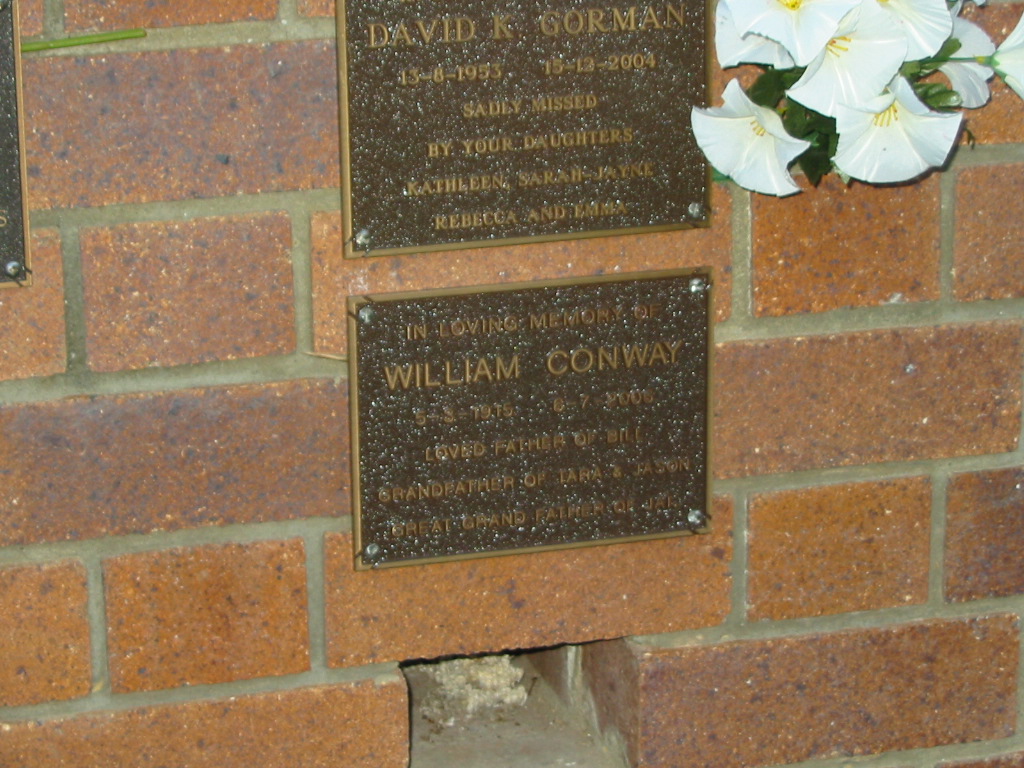 DAVID K GORMAN
13-8-1953 15-12-2004
SADLY MISSED
BY YOUR DAUGHTERS
KATHLEEN, SARAH-JAYNE
REBECCA AND EMMA
IN LOVING MEMORY OF
WILLIAM CONWAY
LOVED FATHER OF BILL
GRANDFATHER OF TARA & JASON
GREAT GRAND FATHER OF